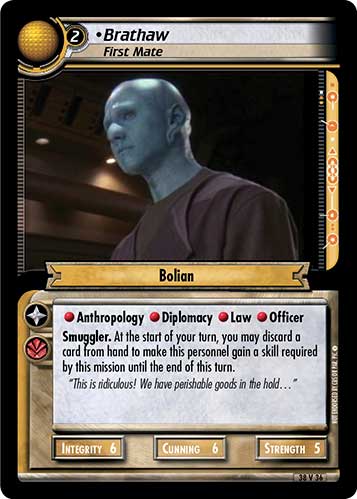 2
•Brathaw
First Mate
Bolian
Anthropology Diplomacy Law Officer
Smuggler. At the start of your turn, you may discard a
card from hand to make this personnel gain a skill required
by this mission until the end of this turn.
"This is ridiculous! We have perishable goods in the hold…"
INTEGRITY 6 CUNNING 6 STRENGTH 5
38 V 36